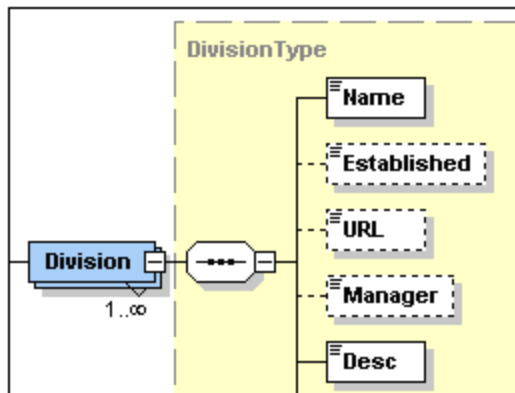 DivisionType
Name
Established
URL
Division
1..∞
Manager
Desc